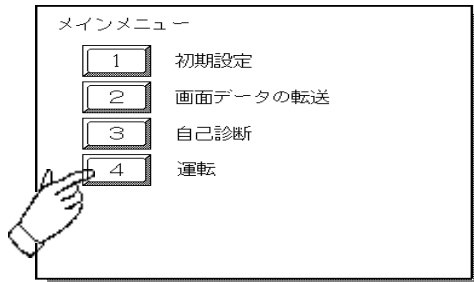 メインメニュー
1 初期設定
2 画面データの転送
3 自己診断
4 運転